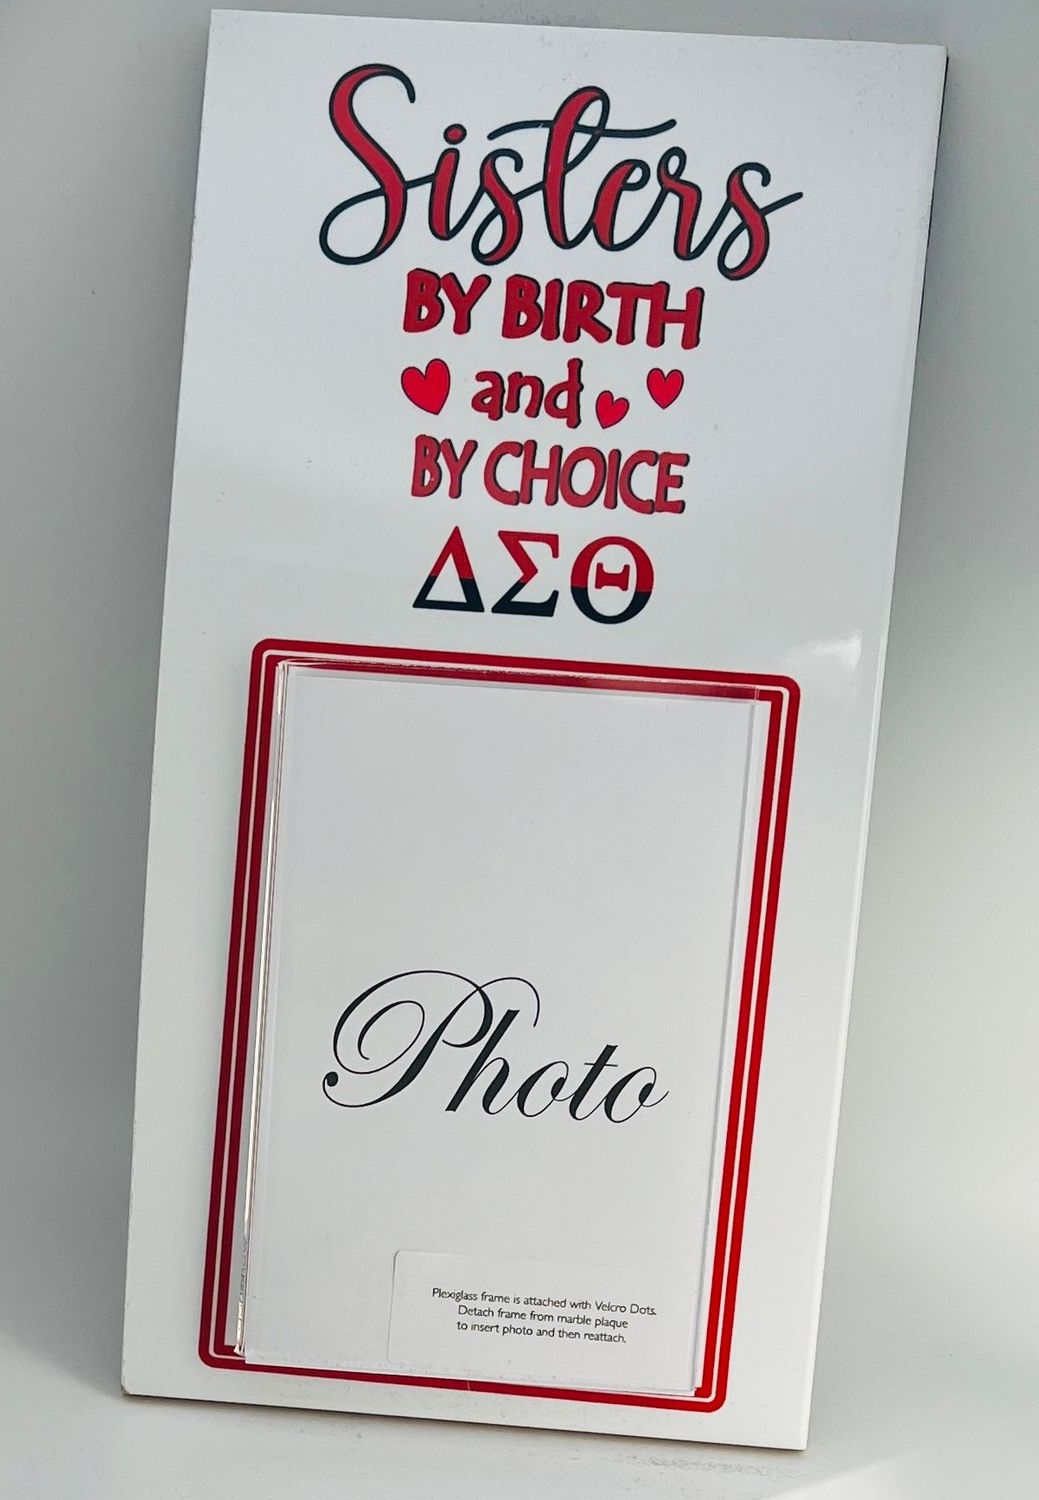 Sisters
BY BIRTH
and
BY CHOICE
ΔΣΘ
Photo
Plexiglass frame is attached with Velcro Dots.
Detach frame from marble plaque
to insert photo and then reattach.